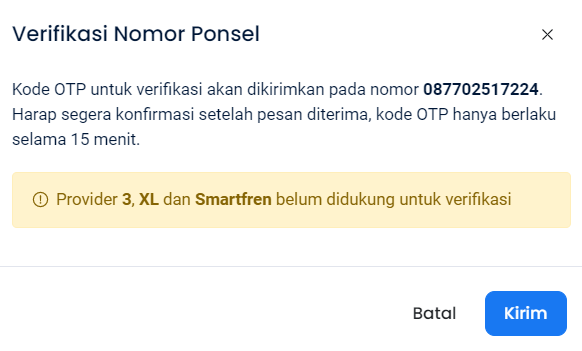 Verifikasi Nomor Ponsel
Kode OTP untuk verifikasi akan dikirimkan pada nomor 087702517224.
Harap segera konfirmasi setelah pesan diterima, kode OTP hanya berlaku
selama 15 menit.
Provider 3, XL dan Smartfren belum didukung untuk verifikasi
Batal
Kirim